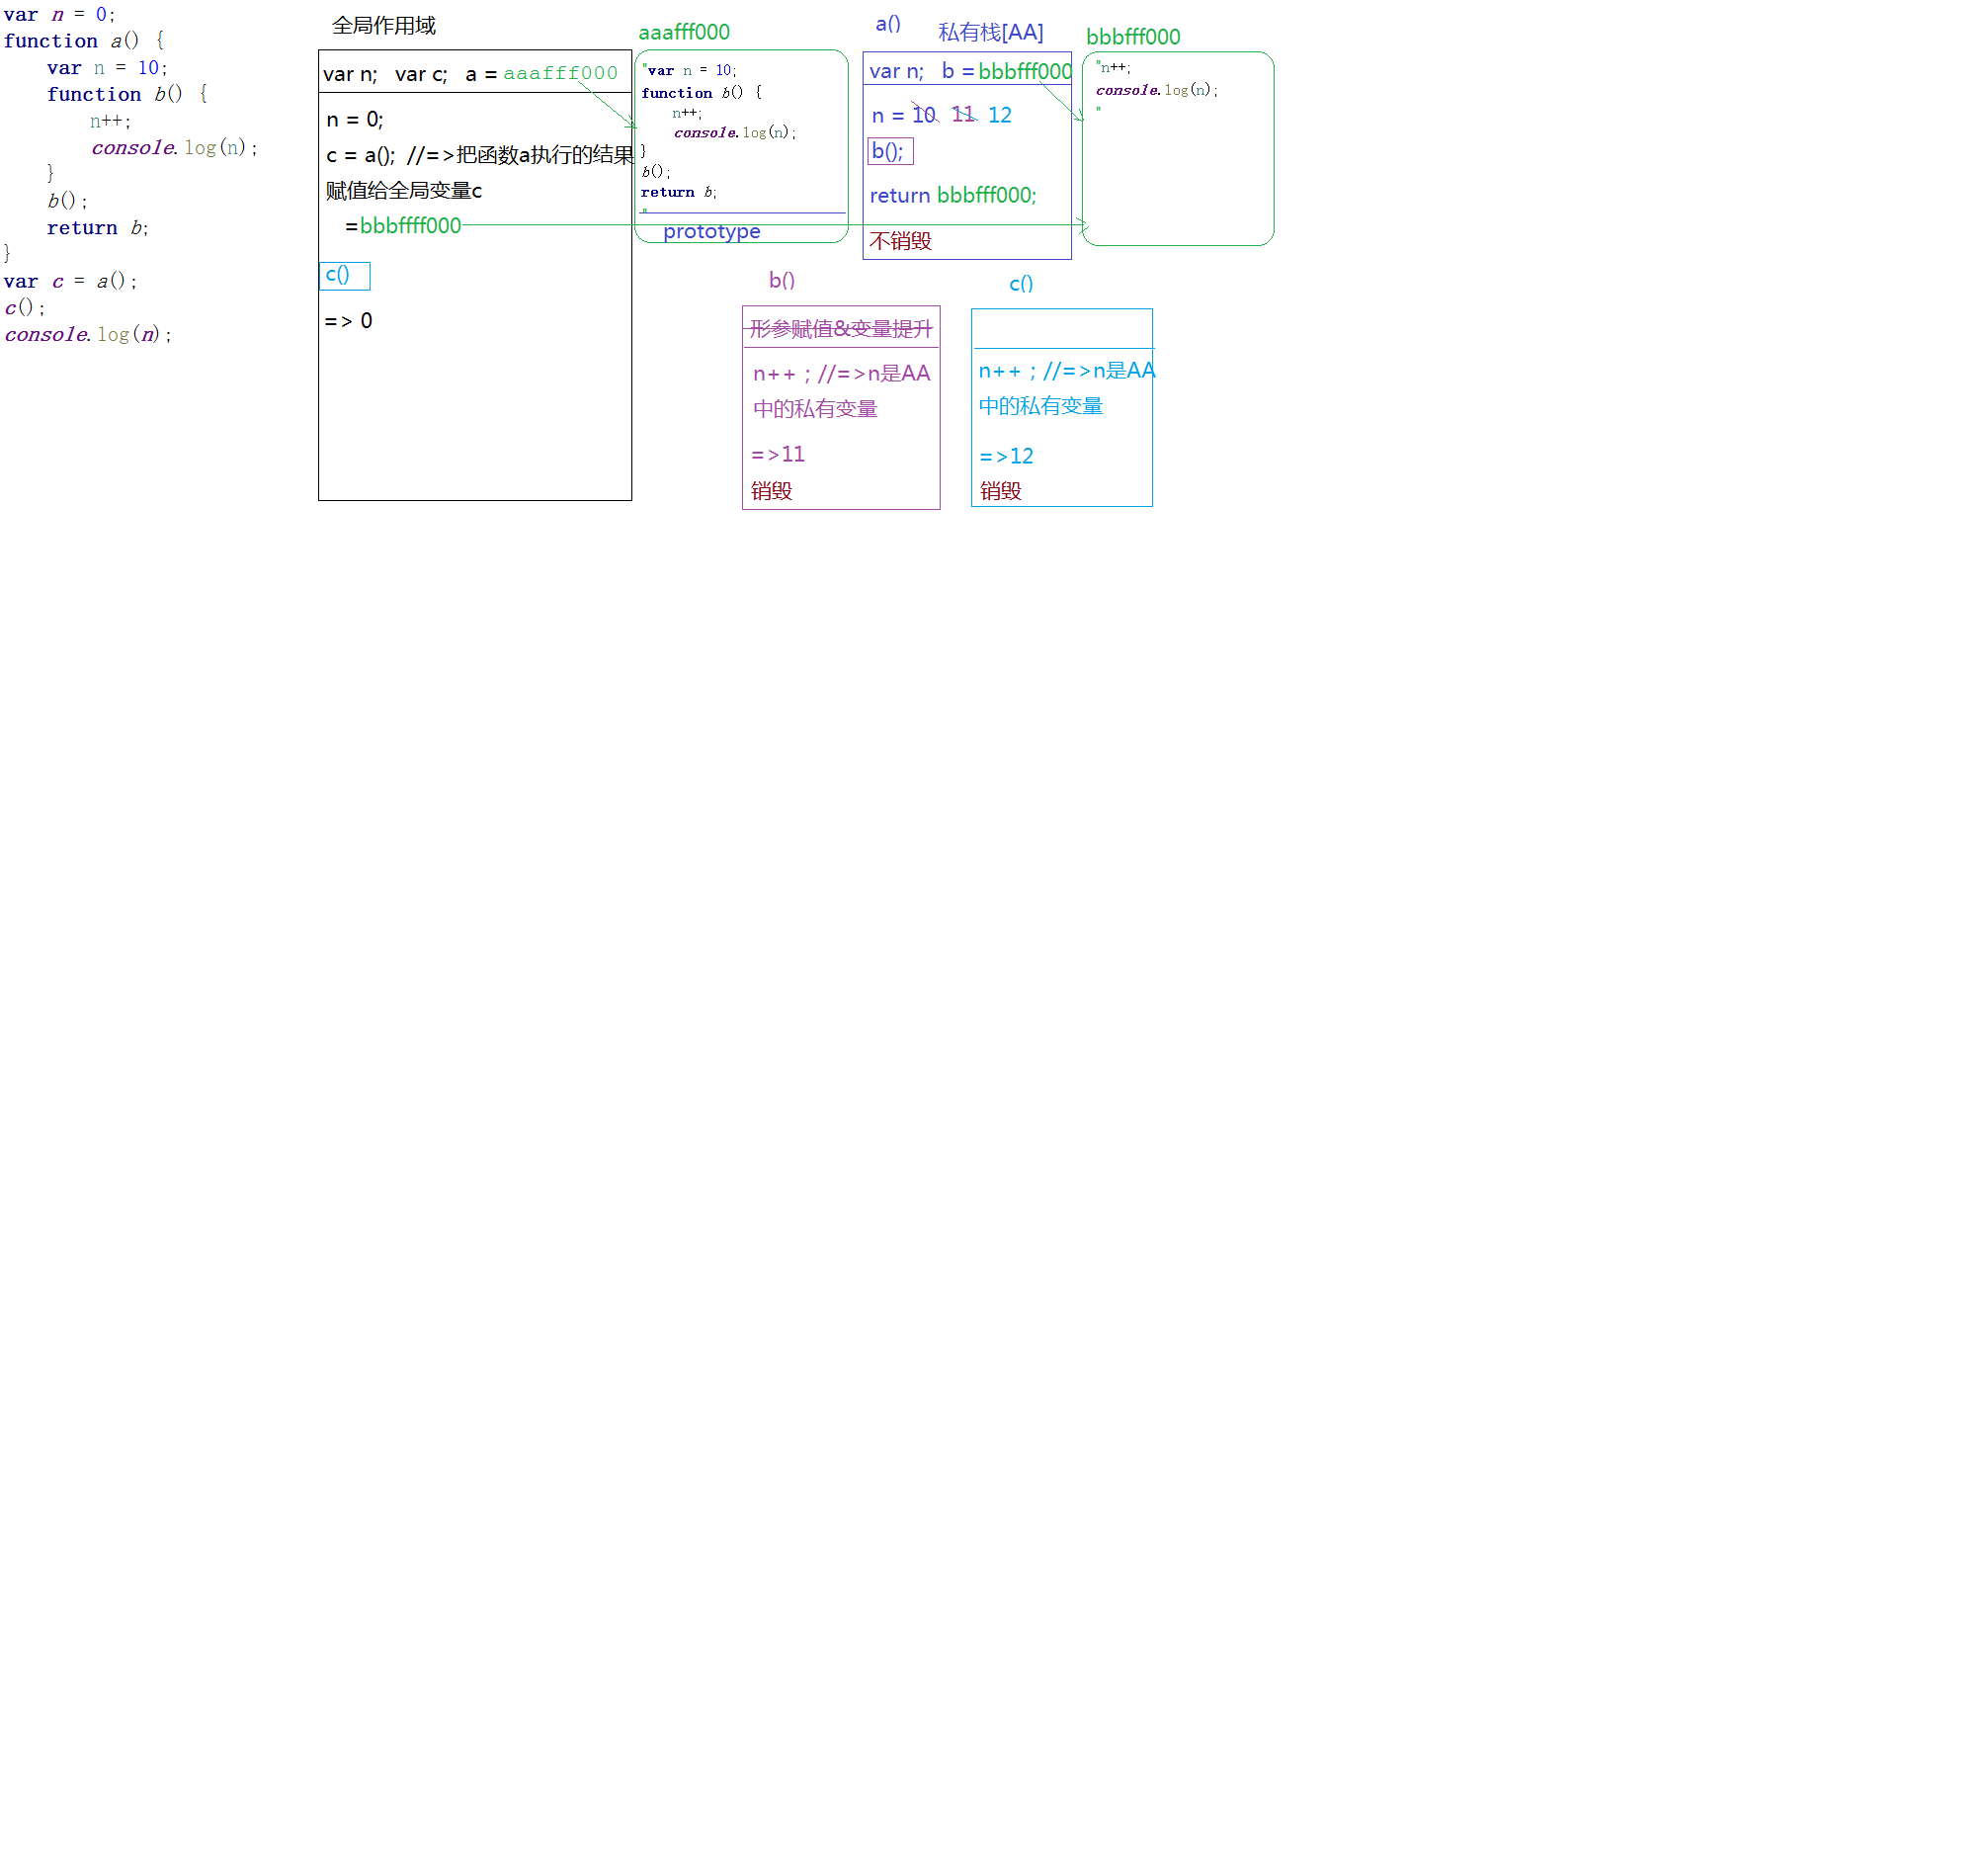 var n = 0;
function a() {
    var n = 10;
    function b() {
        n++;
        console.log(n);
    }
    b();
    return b;
}
var c = a();
c();
console.log(n);
全局作用域
var n;   var c;   a = aaafff000
n = 0;
c = a();  //=>把函数a执行的结果
赋值给全局变量c
=bbbffff000
c()
=> 0
aaafff000
"var n = 10;
function b() {
    n++;
    console.log(n);
}
b();
return b;
"
prototype
a()   私有栈[AA]
var n;   b = bbbfff000
n = 10  11  12
b();
return bbbfff000;
不销毁
bbbfff000
"n++;
console.log(n);
"
b()
形参赋值&变量提升
n++；//=>n是AA
中的私有变量
=>11
销毁
c()
n++；//=>n是AA
中的私有变量
=>12
销毁